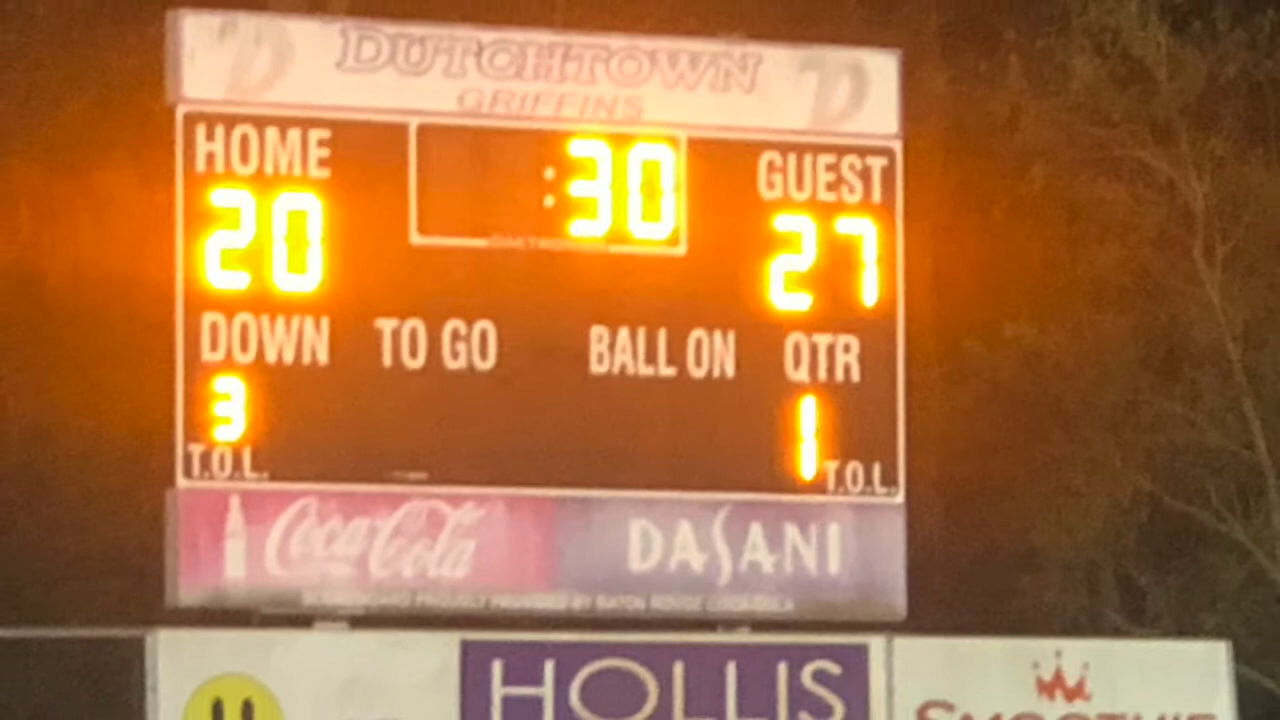 D DUTCHTOWN D
GRIFFINS
HOME :30 GUEST
20 27
DOWN TO GO BALL ON QTR
3 1
T.O.L. T.O.L.
Coca-Cola DASANI
HOLLIS
SMOOTHIE